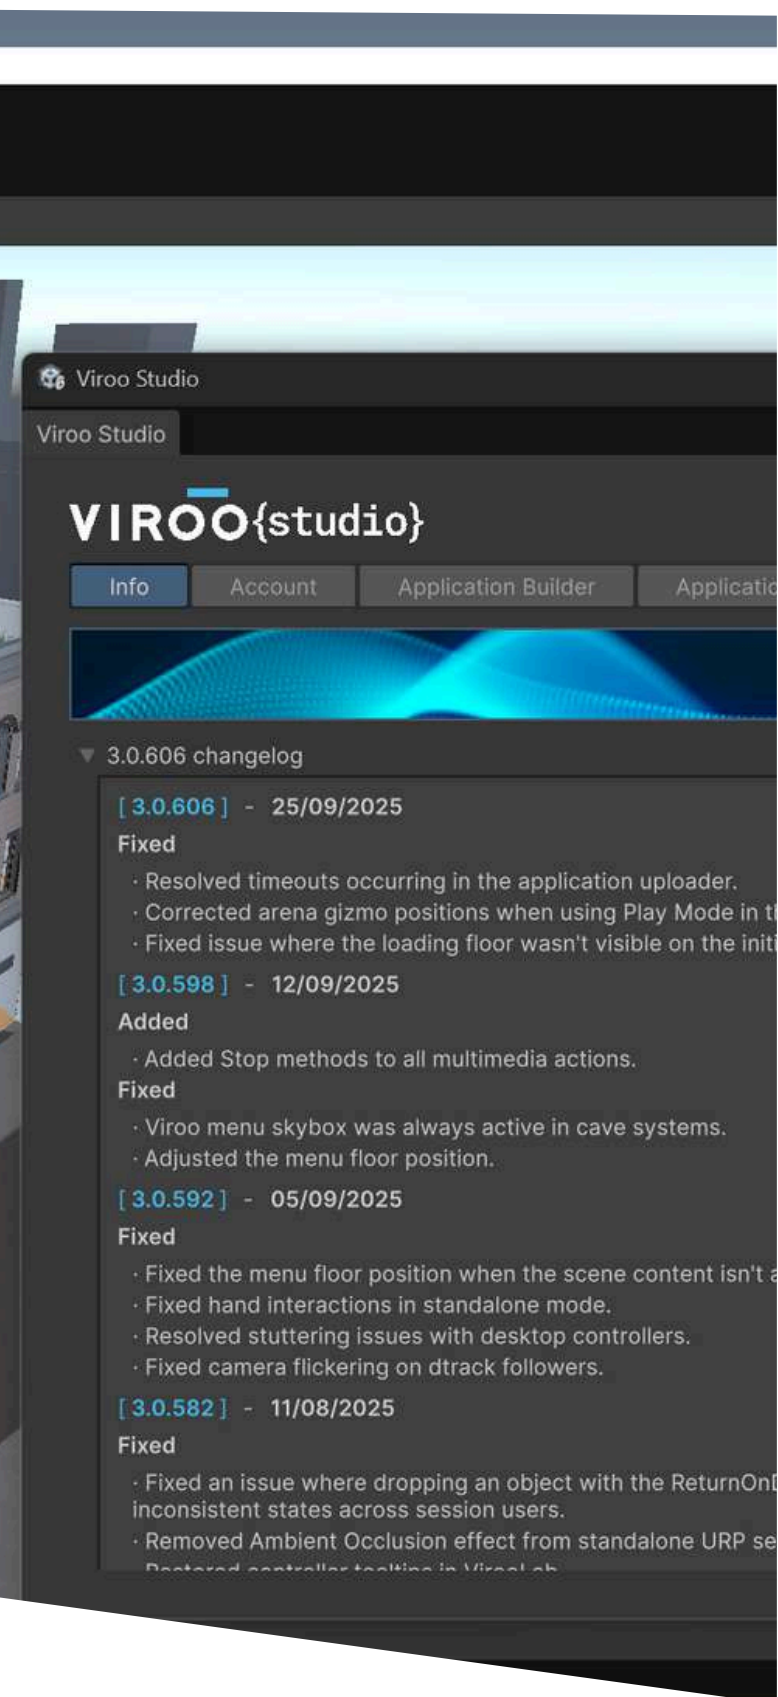 Viroo Studio
Viroo Studio
VIROO{studio}
Info Account Application Builder
3.0.606 changelog
[ 3.0.606 ] - 25/09/2025
Fixed
· Resolved timeouts occurring in the application uploader.
· Corrected arena gizmo positions when using Play Mode in
· Fixed issue where the loading floor wasn't visible on the
[ 3.0.598 ] - 12/09/2025
Added
· Added Stop methods to all multimedia actions.
Fixed
· Viroo menu skybox was always active in cave systems.
· Adjusted the menu floor position.
[ 3.0.592 ] - 05/09/2025
Fixed
· Fixed the menu floor position when the scene content isn't
· Fixed hand interactions in standalone mode.
· Resolved stuttering issues with desktop controllers.
· Fixed camera flickering on dtrack followers.
[ 3.0.582 ] - 11/08/2025
Fixed
· Fixed an issue where dropping an object with the
inconsistent states across session users.
· Removed Ambient Occlusion effect from standalone URP